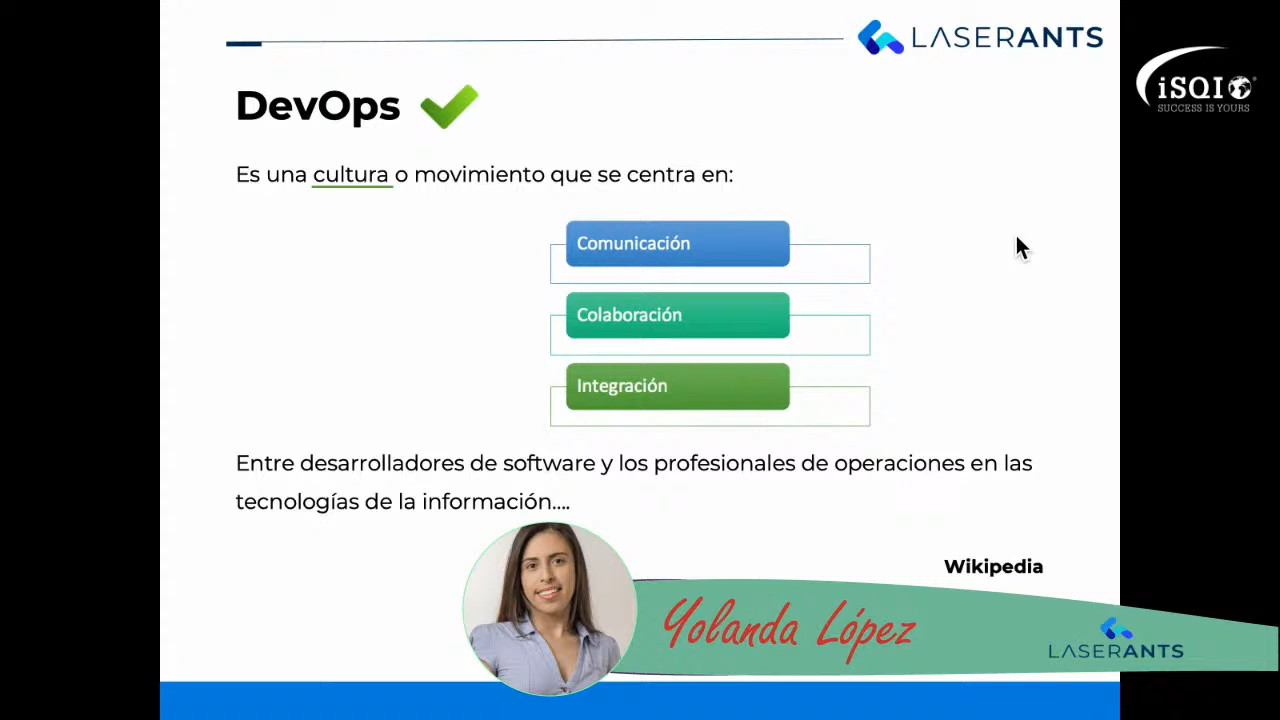 LASERANTS
iSQI
SUCCESS IS YOURS
DevOps
Es una cultura o movimiento que se centra en:
Comunicación
Colaboración
Integración
Entre desarrolladores de software y los profesionales de operaciones en las
tecnologías de la información....
Wikipedia
Yolanda López
LASERANTS